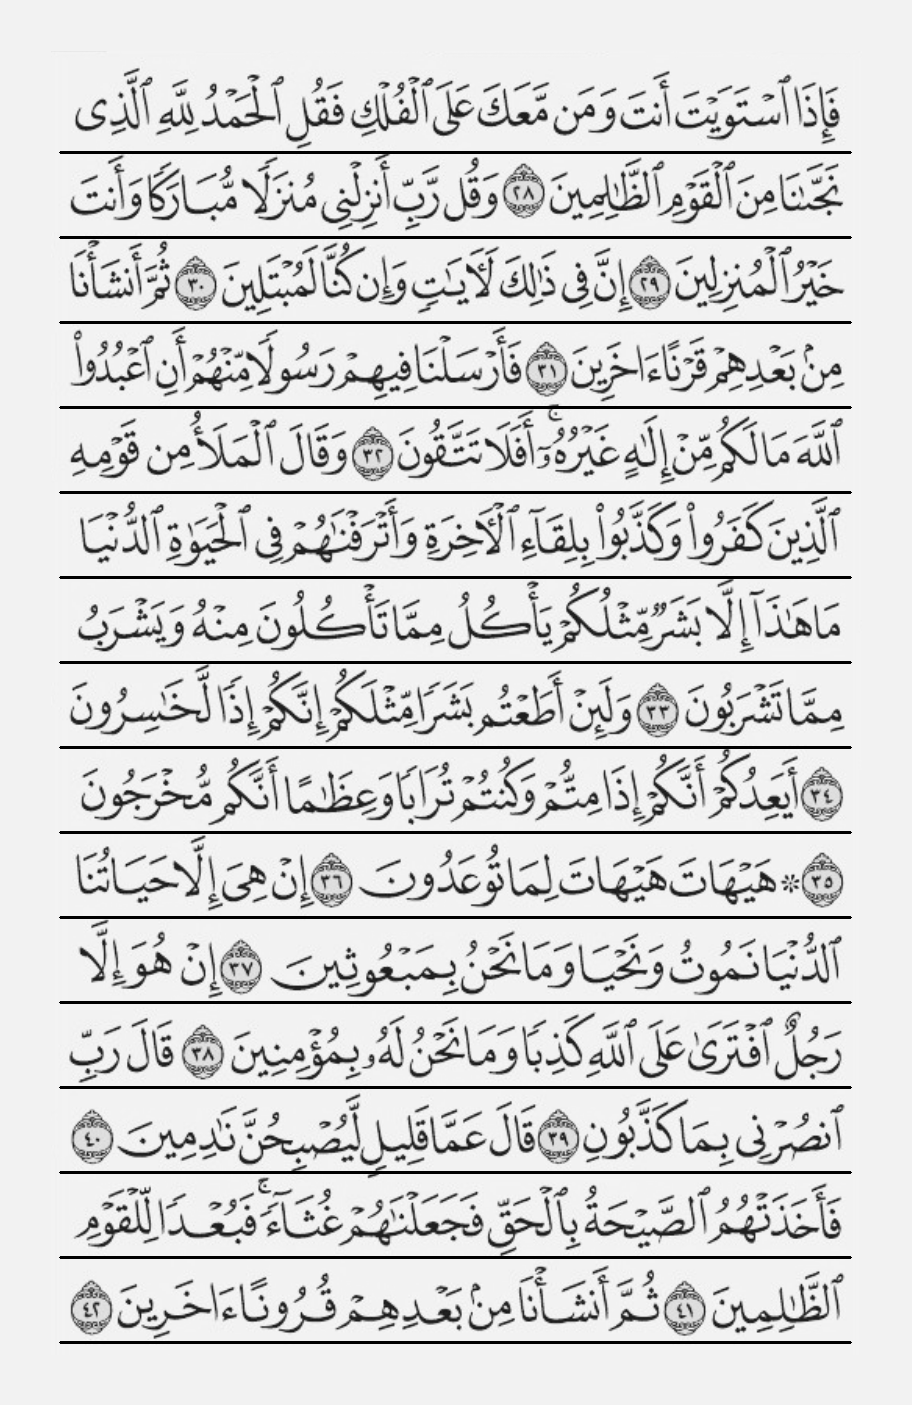 فَإِذَا ٱسۡتَوَيۡتَ أَنتَ وَمَن مَّعَكَ عَلَى ٱلۡفُلۡكِ فَقُلِ ٱلۡحَمۡدُ لِلَّهِ ٱلَّذِى
نَجَّىٰنَا مِنَ ٱلۡقَوۡمِ ٱلظَّٰلِمِينَ ٢٨ وَقُل رَّبِّ أَنزِلۡنِى مُنزَلًا مُّبَارَكًا وَأَنتَ
خَيۡرُ ٱلۡمُنزِلِينَ ٢٩ إِنَّ فِى ذَٰلِكَ لَأٓيَٰتٍ وَإِن كُنَّا لَمُبۡتَلِينَ ٣٠ ثُمَّ أَنشَأۡنَا
مِنۢ بَعۡدِهِمۡ قَرۡنًا ءَاخَرِينَ ٣١ فَأَرۡسَلۡنَا فِيهِمۡ رَسُولًا مِّنۡهُمۡ أَنِ ٱعۡبُدُواْ
ٱللَّهَ مَا لَكُم مِّنۡ إِلَٰهٍ غَيۡرُهُۥٓۚ أَفَلَا تَتَّقُونَ ٣٢ وَقَالَ ٱلۡمَلَأُ مِن قَوۡمِهِ
ٱلَّذِينَ كَفَرُواْ وَكَذَّبُواْ بِلِقَآءِ ٱلۡأٓخِرَةِ وَأَتۡرَفۡنَٰهُمۡ فِى ٱلۡحَيَوٰةِ ٱلدُّنۡيَا
مَا هَٰذَآ إِلَّا بَشَرٌ مِّثۡلُكُمۡ يَأۡكُلُ مِمَّا تَأۡكُلُونَ مِنۡهُ وَيَشۡرَبُ
مِمَّا تَشۡرَبُونَ ٣٣ وَلَئِنۡ أَطَعۡتُم بَشَرًا مِّثۡلَكُمۡ إِنَّكُمۡ إِذًا لَّخَٰسِرُونَ
٣٤ أَيَعِدُكُمۡ أَنَّكُمۡ إِذَا مِتُّمۡ وَكُنتُمۡ تُرَابًا وَعِظَٰمًا أَنَّكُم مُّخۡرَجُونَ
٣٥ ۞ هَيۡهَاتَ هَيۡهَاتَ لِمَا تُوعَدُونَ ٣٦ إِنۡ هِىَ إِلَّا حَيَاتُنَا
ٱلدُّنۡيَا نَمُوتُ وَنَحۡيَا وَمَا نَحۡنُ بِمَبۡعُوثِينَ ٣٧ إِنۡ هُوَ إِلَّا
رَجُلٌ ٱفۡتَرَىٰ عَلَى ٱللَّهِ كَذِبًا وَمَا نَحۡنُ لَهُۥ بِمُؤۡمِنِينَ ٣٨ قَالَ رَبِّ
ٱنصُرۡنِى بِمَا كَذَّبُونِ ٣٩ قَالَ عَمَّا قَلِيلٍ لَّيُصۡبِحُنَّ نَٰدِمِينَ ٤٠
فَأَخَذَتۡهُمُ ٱلصَّيۡحَةُ بِٱلۡحَقِّ فَجَعَلۡنَٰهُمۡ غُثَآءًۚ فَبُعۡدًا لِّلۡقَوۡمِ
ٱلظَّٰلِمِينَ ٤١ ثُمَّ أَنشَأۡنَا مِنۢ بَعۡدِهِمۡ قُرُونًا ءَاخَرِينَ ٤٢